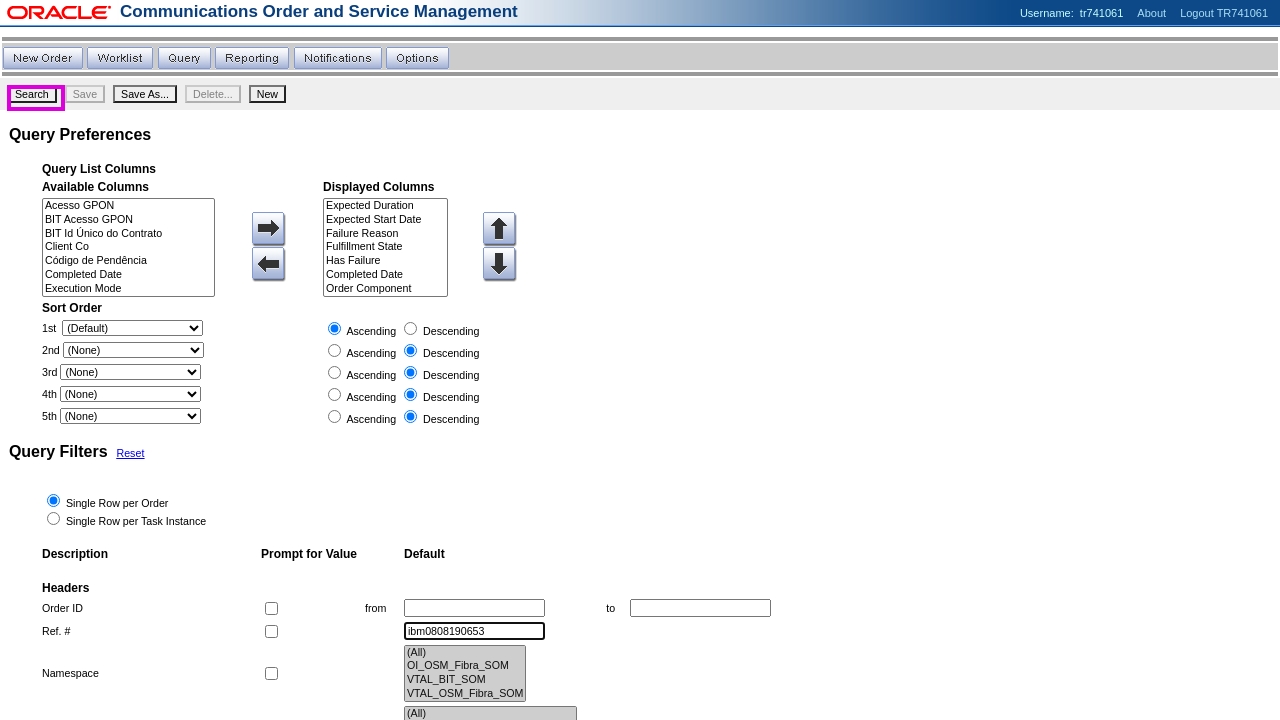 ORACLE Communications Order and Service Management Username: tr741061 About Logout TR741061
New Order Worklist Query Reporting Notifications Options
Search Save Save As... Delete... New
Query Preferences
Query List Columns
Available Columns Displayed Columns
Acesso GPON Expected Duration
BIT Acesso GPON Expected Start Date
BIT Id Único do Contrato Failure Reason
Client Co Fulfillment State
Código de Pendência Has Failure
Completed Date Completed Date
Execution Mode Order Component
Sort Order
1st (Default) Ascending Descending
2nd (None) Ascending Descending
3rd (None) Ascending Descending
4th (None) Ascending Descending
5th (None) Ascending Descending
Query Filters Reset
Single Row per Order
Single Row per Task Instance
Description Prompt for Value Default
Headers
Order ID from to
Ref. # ibm0808190653
(All)
OI_OSM_Fibra_SOM
Namespace
VTAL_BIT_SOM
VTAL_OSM_Fibra_SOM
(All)